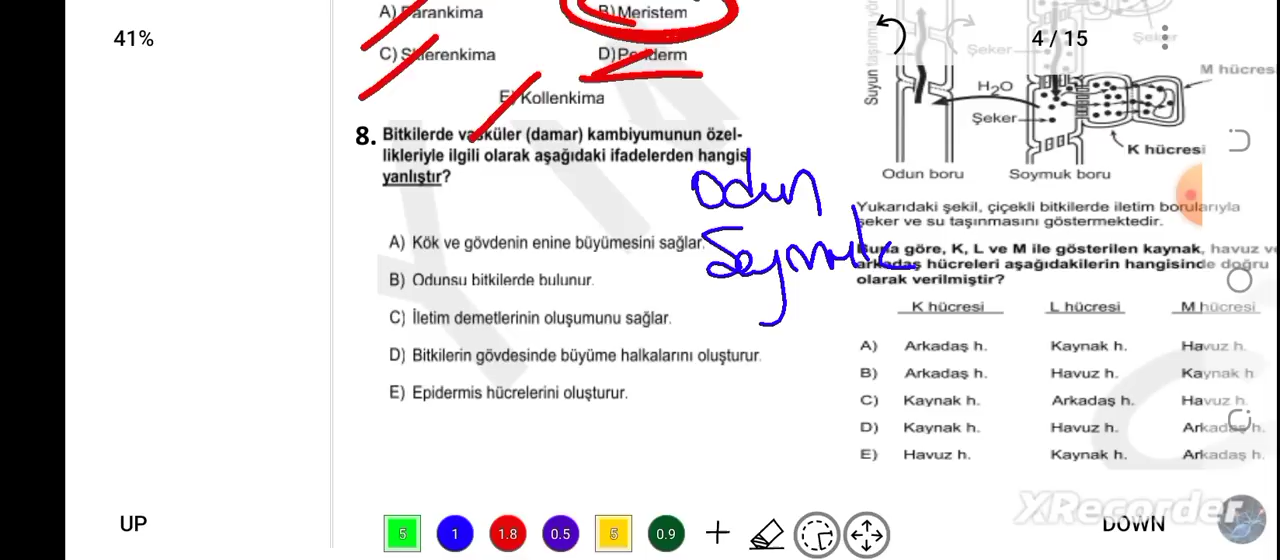 41%
A) Parankima B) Meristem
C) Sklerenkima D) Periderm
E) Kollenkima
8. Bitkilerde vasküler (damar) kambiyumunun özel-
likleriyle ilgili olarak aşağıdaki ifadelerden hangisi
yanlıştır?
A) Kök ve gövdenin enine büyümesini sağlar.
B) Odunsu bitkilerde bulunur.
C) İletim demetlerinin oluşumunu sağlar.
D) Bitkilerin gövdesinde büyüme halkalarını oluşturur.
E) Epidermis hücrelerini oluşturur.
Odun
Soymuk
4 / 15
Şeker
Şeker
Suyun taşınma
M hücresi
H2O
Şeker
K hücresi
Odun boru Soymuk boru
Yukarıdaki şekil, çiçekli bitkilerde iletim borularıyla
şeker ve su taşınmasını göstermektedir.
Buna göre, K, L ve M ile gösterilen kaynak, havuz ve
arkadaş hücreleri aşağıdakilerin hangisinde doğru
olarak verilmiştir?
K hücresi L hücresi M hücresi
A) Arkadaş h. Kaynak h. Havuz h.
B) Arkadaş h. Havuz h. Kaynak h
C) Kaynak h. Arkadaş h. Havuz h.
D) Kaynak h. Havuz h. Arkadaş h.
E) Havuz h. Kaynak h. Arkadaş h.
XRecorder
UP
5 1 1.8 0.5 5 0.9
DOWN